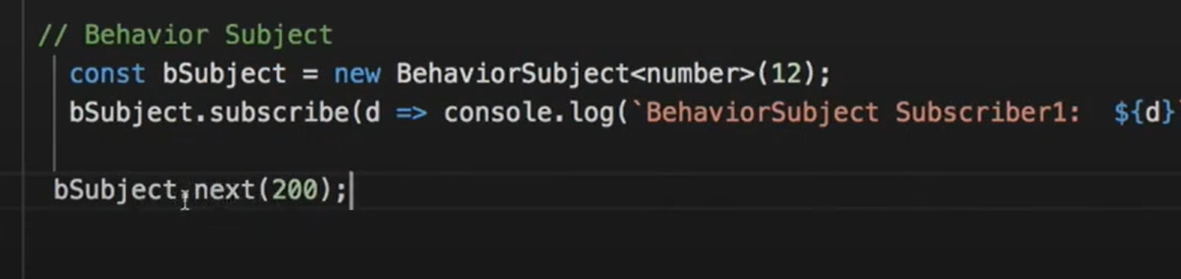 // Behavior Subject
const bSubject = new BehaviorSubject<number>(12);
bSubject.subscribe(d => console.log(`BehaviorSubject Subscriber1:  ${d}`
bSubject.next(200);